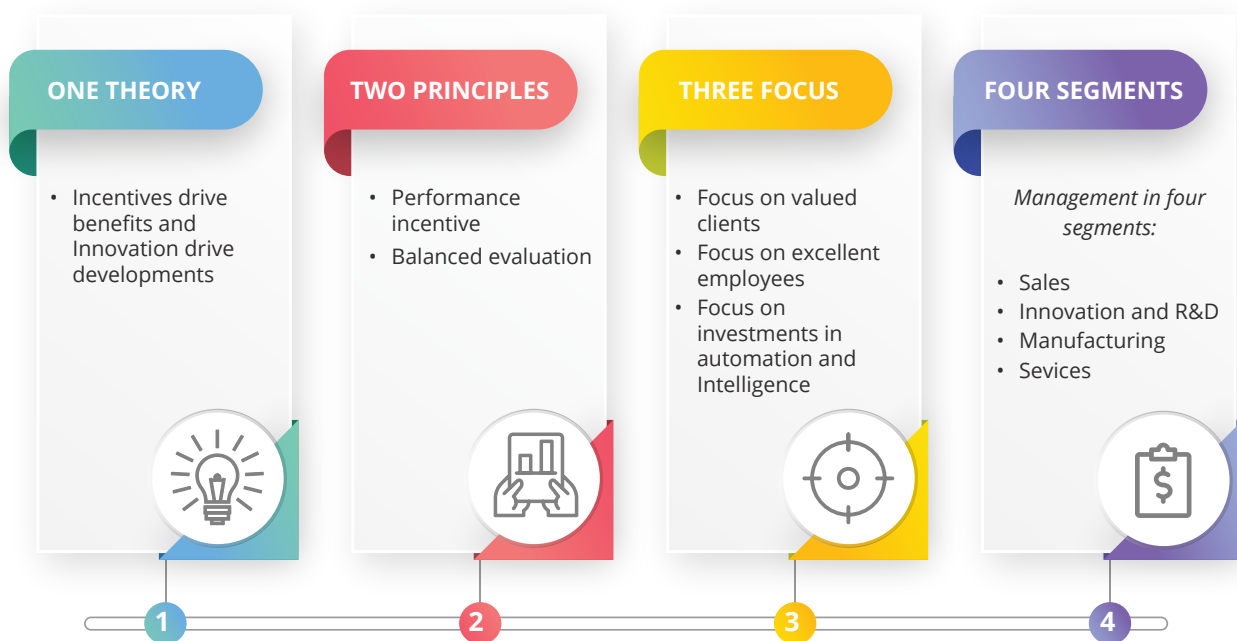 ONE THEORY
• Incentives drive
benefits and
Innovation drive
developments
TWO PRINCIPLES
• Performance
incentive
• Balanced evaluation
THREE FOCUS
• Focus on valued
clients
• Focus on excellent
employees
• Focus on
investments in
automation and
Intelligence
FOUR SEGMENTS
Management in four
segments:
• Sales
• Innovation and R&D
• Manufacturing
• Sevices
$
1
2
3
4